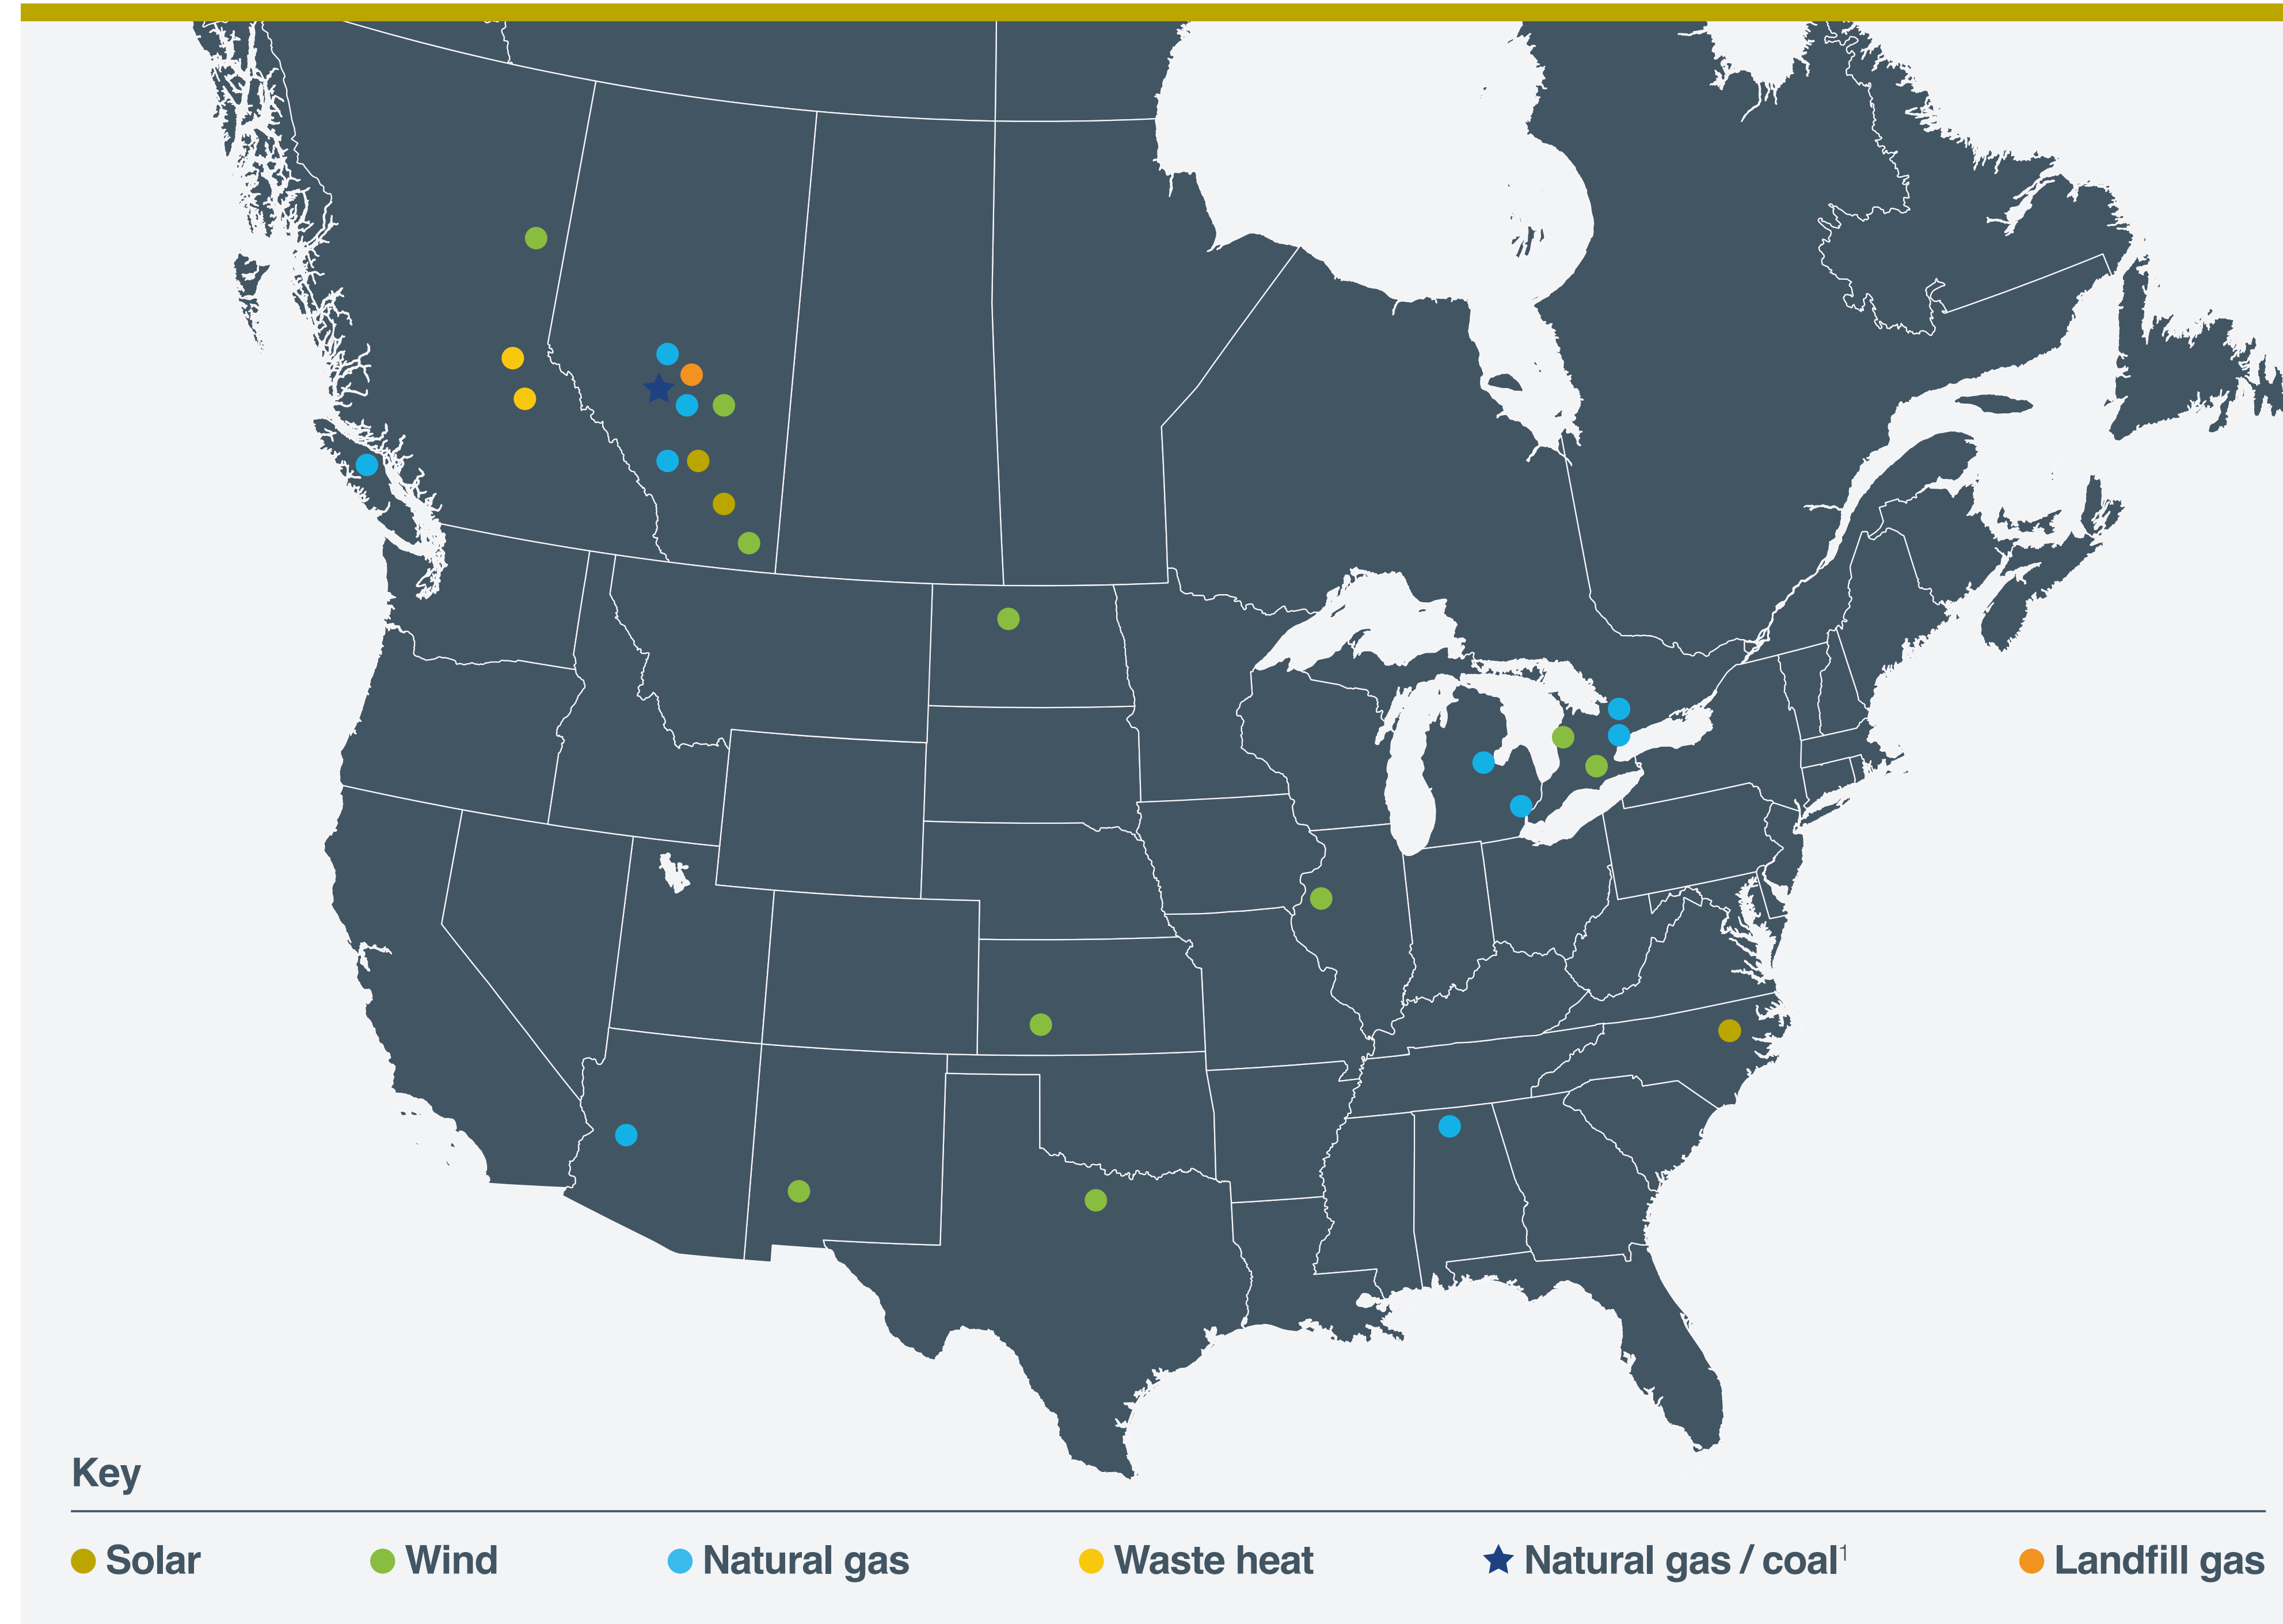 Key
Solar
Wind
Natural gas
Waste heat
Natural gas / coal¹
Landfill gas